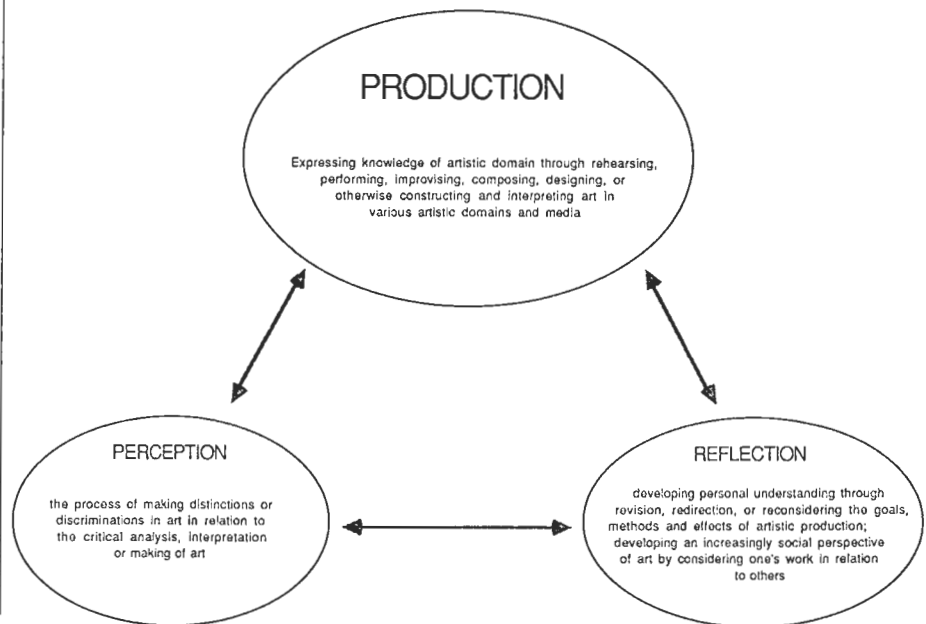 PRODUCTION
Expressing knowledge of artistic domain through rehearsing,
performing, improvising, composing, designing, or
otherwise constructing and interpreting art in
various artistic domains and media
PERCEPTION
the process of making distinctions or
discriminations in art in relation to
the critical analysis, interpretation
or making of art
REFLECTION
developing personal understanding through
revision, redirection, or reconsidering the goals,
methods and effects of artistic production;
developing an increasingly social perspective
of art by considering one's work in relation
to others